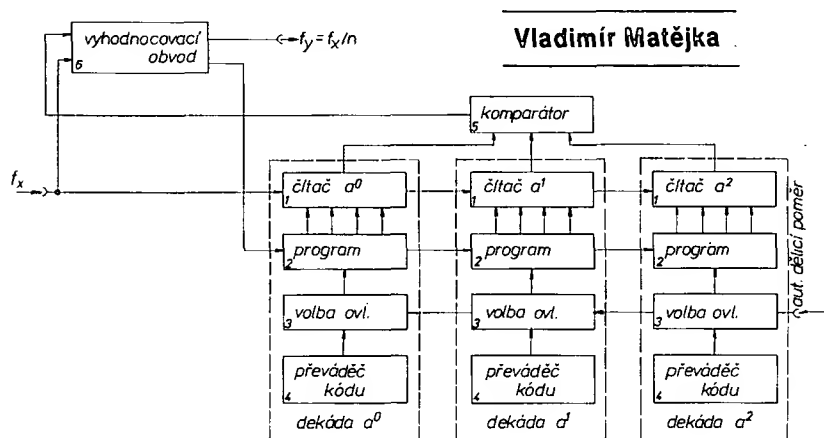 Vladimír Matějka
vyhodnocovací
obvod
6
f_y = f_x/n
komparátor
5
f_x
čítač a⁰
1
čítač a¹
1
čítač a²
1
program
2
program
2
program
2
aut. dělicí poměr
volba ovl.
3
volba ovl.
3
volba ovl.
3
převáděč
kódu
4
převáděč
kódu
4
převáděč
kódu
4
dekáda a⁰
dekáda a¹
dekáda a²